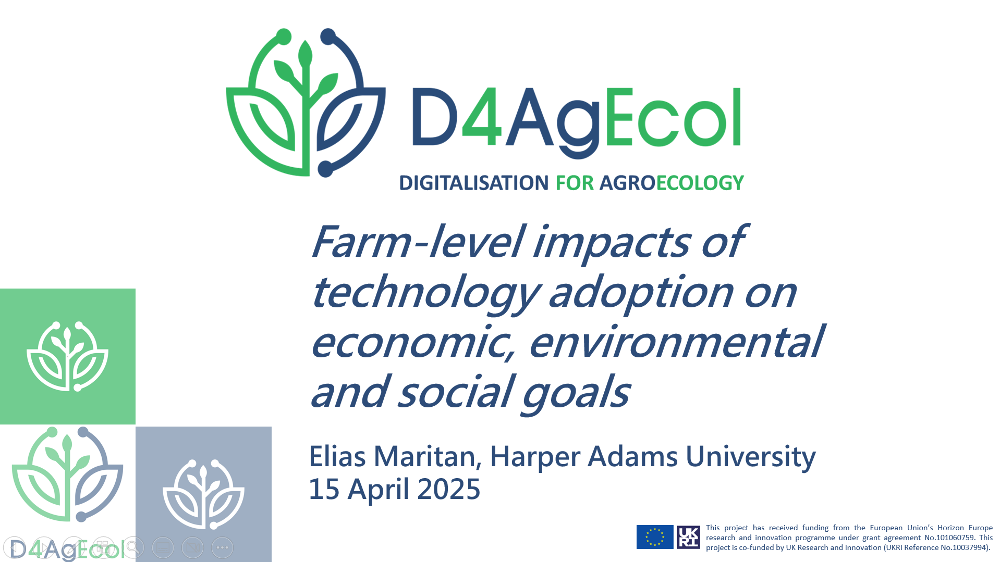 D4AgEcol
DIGITALISATION FOR AGROECOLOGY
Farm-level impacts of
technology adoption on
economic, environmental
and social goals
Elias Maritan, Harper Adams University
15 April 2025
D4AgEcol
UK
RI
This project has received funding from the European Union’s Horizon Europe
research and innovation programme under grant agreement No.101060759. This
project is co-funded by UK Research and Innovation (UKRI Reference No.10037994).